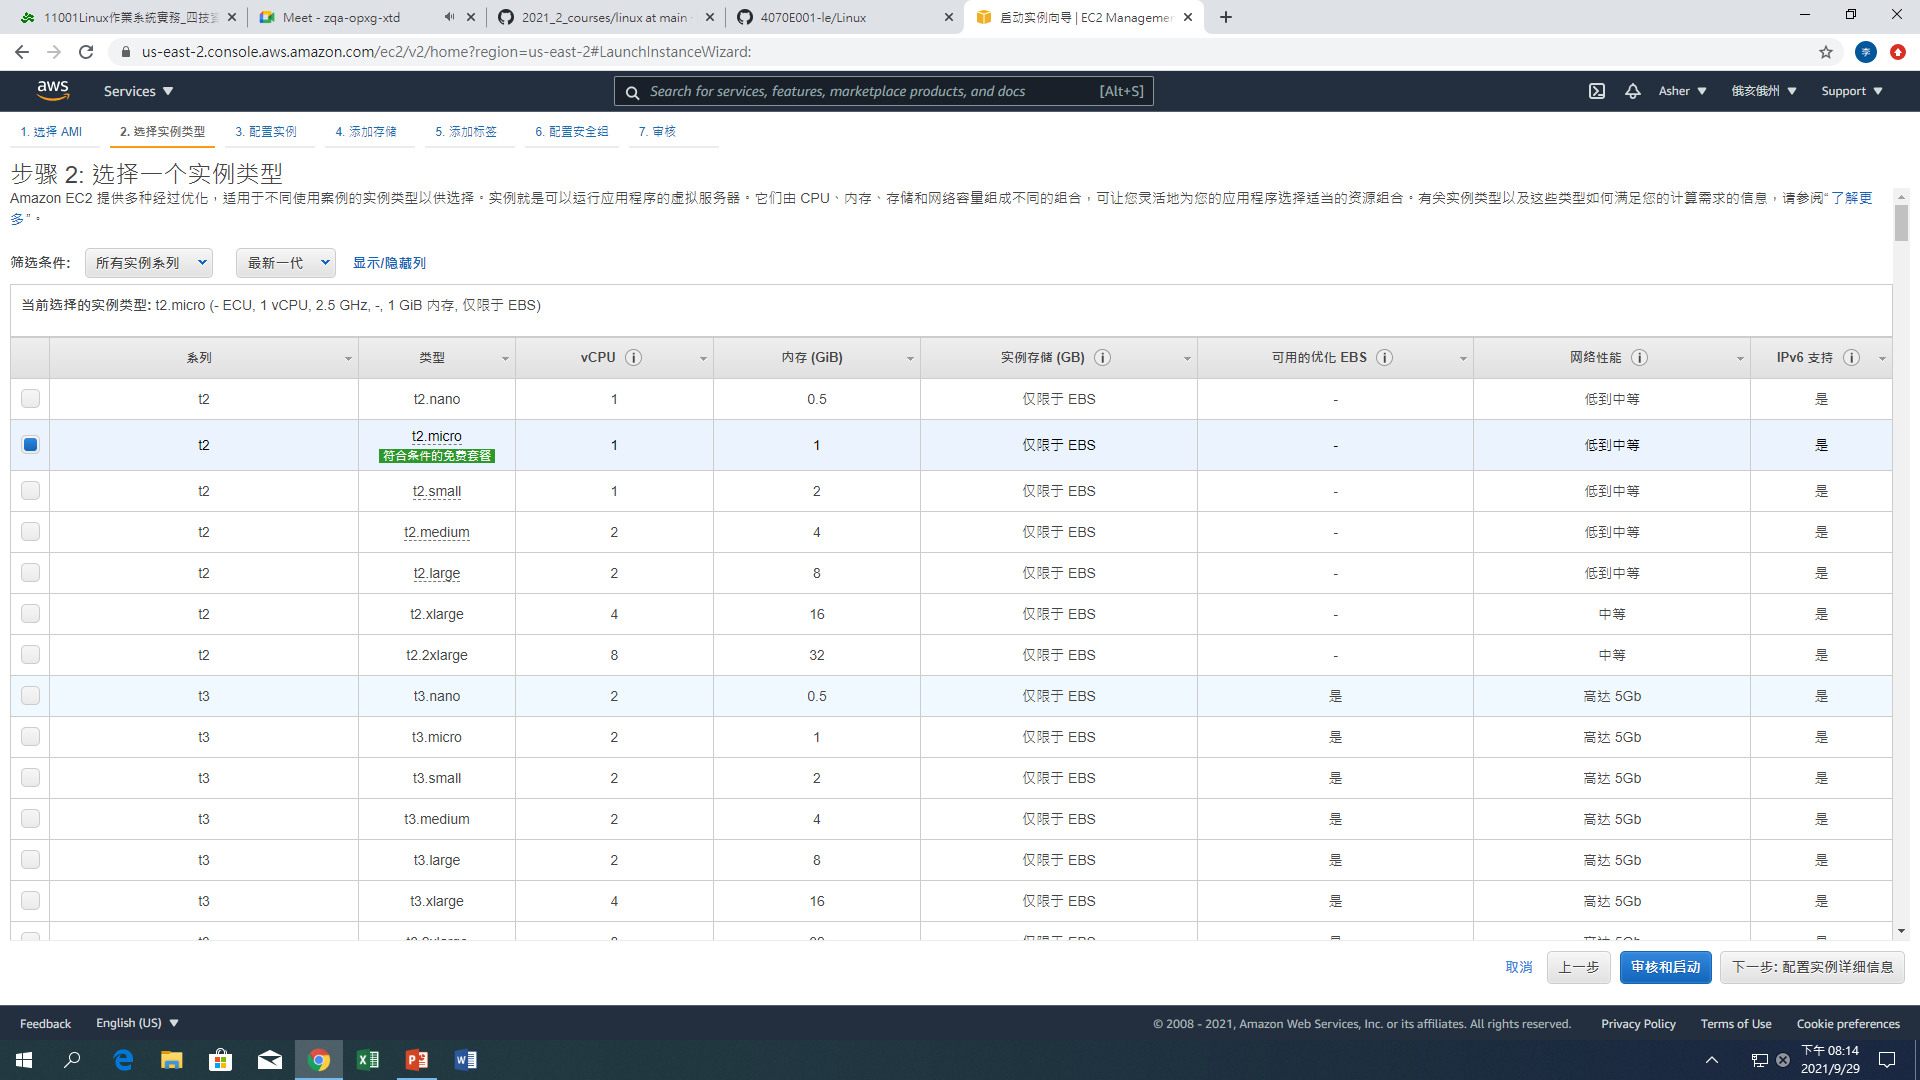 11001Linux作業系統實務_四技資
Meet - zqa-opxg-xtd
2021_2_courses/linux at main
4070E001-le/Linux
启动实例向导 | EC2 Managemen
us-east-2.console.aws.amazon.com/ec2/v2/home?region=us-east-2#LaunchInstanceWizard:
李
aws Services Search for services, features, marketplace products, and docs [Alt+S] Asher 俄亥俄州 Support
1. 选择 AMI 2. 选择实例类型 3. 配置实例 4. 添加存储 5. 添加标签 6. 配置安全组 7. 审核
步骤 2: 选择一个实例类型
Amazon EC2 提供多种经过优化，适用于不同使用案例的实例类型以供选择。实例就是可以运行应用程序的虚拟服务器。它们由 CPU、内存、存储和网络容量组成不同的组合，可让您灵活地为您的应用程序选择适当的资源组合。有关实例类型以及这些类型如何满足您的计算需求的信息，请参阅“了解更
多”。
筛选条件: 所有实例系列 最新一代 显示/隐藏列
当前选择的实例类型: t2.micro (- ECU, 1 vCPU, 2.5 GHz, -, 1 GiB 内存, 仅限于 EBS)
系列 类型 vCPU 内存 (GiB) 实例存储 (GB) 可用的优化 EBS 网络性能 IPv6 支持
t2 t2.nano 1 0.5 仅限于 EBS - 低到中等 是
t2 t2.micro 1 1 仅限于 EBS - 低到中等 是
符合条件的免费套餐
t2 t2.small 1 2 仅限于 EBS - 低到中等 是
t2 t2.medium 2 4 仅限于 EBS - 低到中等 是
t2 t2.large 2 8 仅限于 EBS - 低到中等 是
t2 t2.xlarge 4 16 仅限于 EBS - 中等 是
t2 t2.2xlarge 8 32 仅限于 EBS - 中等 是
t3 t3.nano 2 0.5 仅限于 EBS 是 高达 5Gb 是
t3 t3.micro 2 1 仅限于 EBS 是 高达 5Gb 是
t3 t3.small 2 2 仅限于 EBS 是 高达 5Gb 是
t3 t3.medium 2 4 仅限于 EBS 是 高达 5Gb 是
t3 t3.large 2 8 仅限于 EBS 是 高达 5Gb 是
t3 t3.xlarge 4 16 仅限于 EBS 是 高达 5Gb 是
取消 上一步 审核和启动 下一步: 配置实例详细信息
Feedback English (US) © 2008 - 2021, Amazon Web Services, Inc. or its affiliates. All rights reserved. Privacy Policy Terms of Use Cookie preferences
下午 08:14
2021/9/29